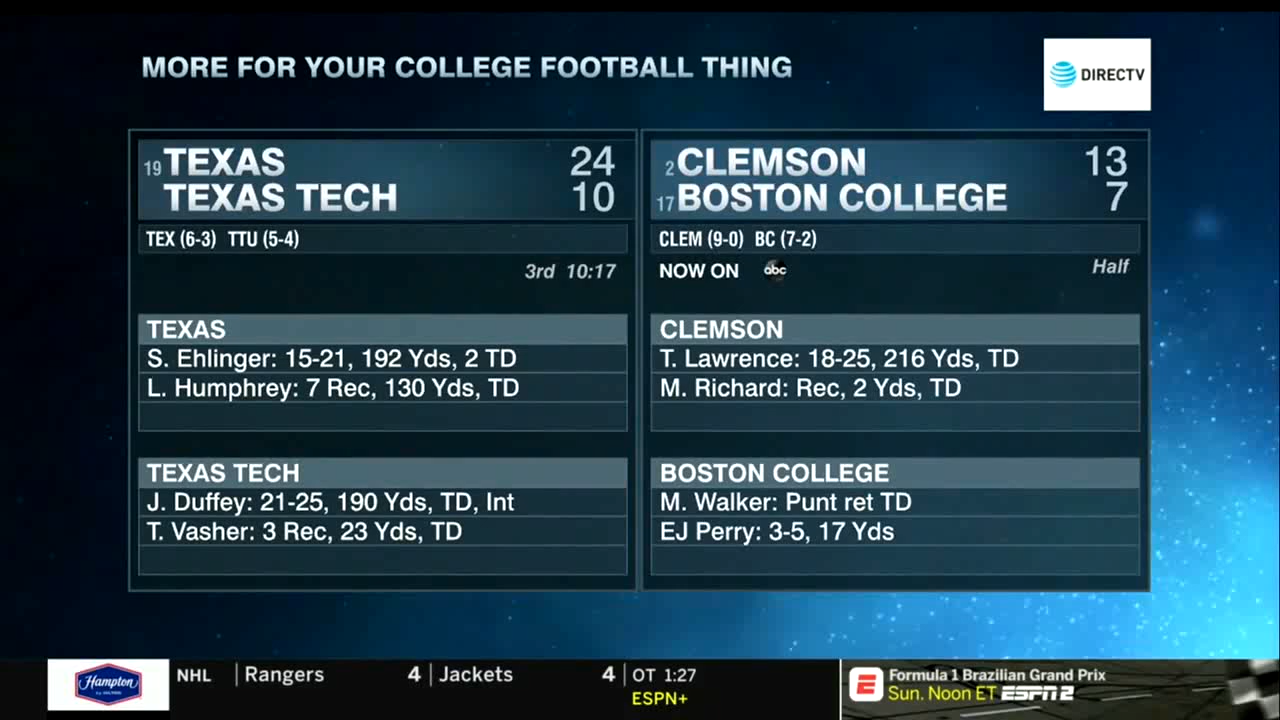 MORE FOR YOUR COLLEGE FOOTBALL THING
DIRECTV
19 TEXAS 24
TEXAS TECH 10
TEX (6-3) TTU (5-4)
3rd 10:17
TEXAS
S. Ehlinger: 15-21, 192 Yds, 2 TD
L. Humphrey: 7 Rec, 130 Yds, TD
TEXAS TECH
J. Duffey: 21-25, 190 Yds, TD, Int
T. Vasher: 3 Rec, 23 Yds, TD
2 CLEMSON 13
17 BOSTON COLLEGE 7
CLEM (9-0) BC (7-2)
NOW ON abc Half
CLEMSON
T. Lawrence: 18-25, 216 Yds, TD
M. Richard: Rec, 2 Yds, TD
BOSTON COLLEGE
M. Walker: Punt ret TD
EJ Perry: 3-5, 17 Yds
Hampton
BY HILTON
NHL Rangers 4 Jackets 4 OT 1:27
ESPN+
E
Formula 1 Brazilian Grand Prix
Sun. Noon ET ESPN2